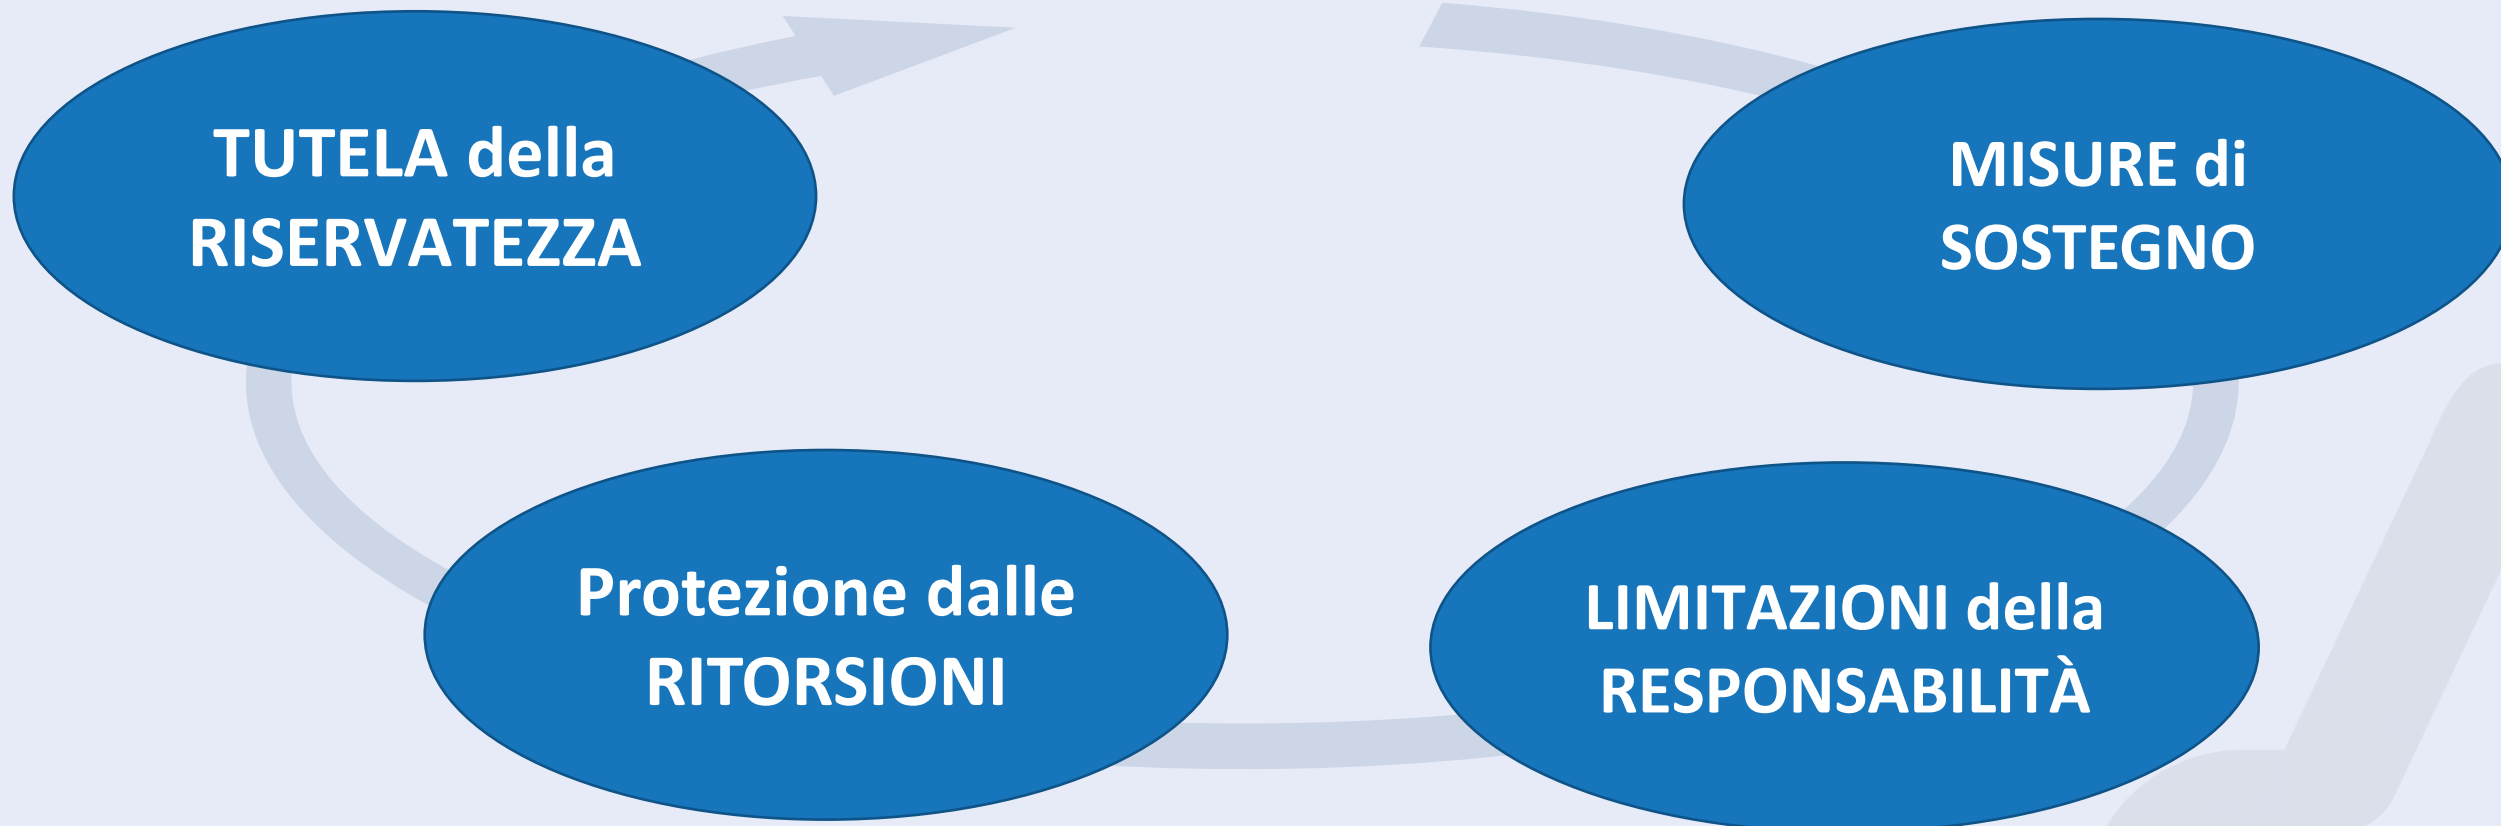 TUTELA della
RISERVATEZZA
MISURE di
SOSTEGNO
Protezione dalle
RITORSIONI
LIMITAZIONI della
RESPONSABILITÀ